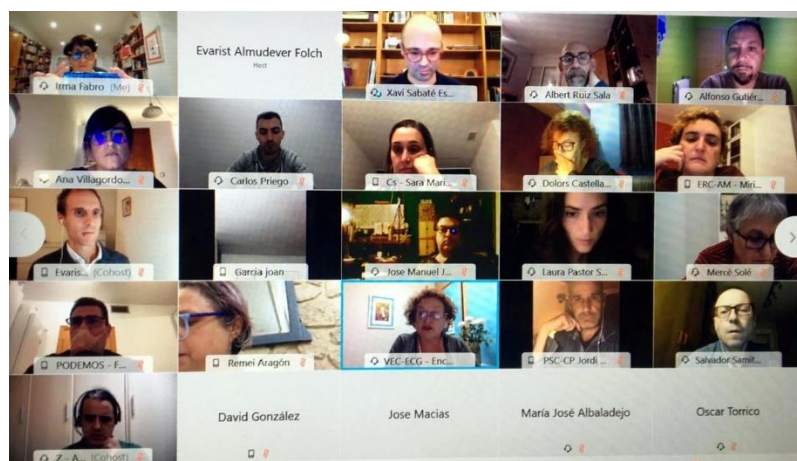 Evarist Almudever Folch
Host
Irma Fabro (Me)
Xavi Sabaté Es...
Albert Ruiz Sala
Alfonso Gutiér...
Ana Villagordo...
Carlos Priego
Cs - Sara Mari...
Dolors Castella...
ERC-AM - Miri...
Evaris... (Cohost)
Garcia joan
Jose Manuel J...
Laura Pastor S...
Mercè Solé
PODEMOS - F...
Remei Aragón
VEC-ECG - Enc...
PSC-CP Jordi ...
Salvador Samit...
Z - A... (Cohost)
David González
Jose Macias
María José Albaladejo
Oscar Torrico